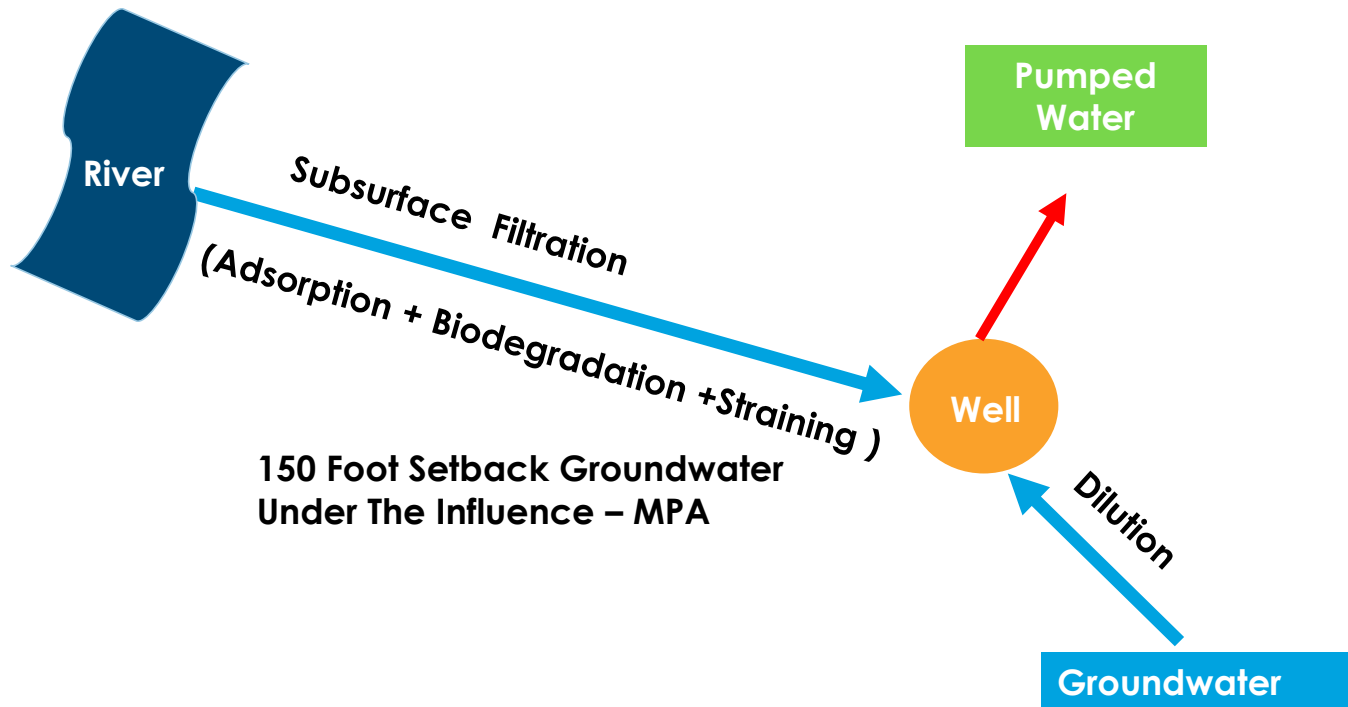 Pumped
Water
River
Subsurface Filtration
(Adsorption + Biodegradation +Straining )
Well
150 Foot Setback Groundwater
Under The Influence – MPA
Dilution
Groundwater